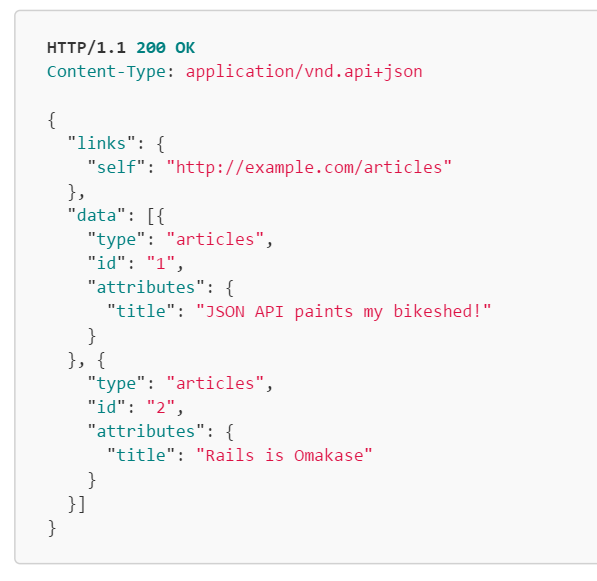 HTTP/1.1 200 OK
Content-Type: application/vnd.api+json

{
  "links": {
    "self": "http://example.com/articles"
  },
  "data": [{
    "type": "articles",
    "id": "1",
    "attributes": {
      "title": "JSON API paints my bikeshed!"
    }
  }, {
    "type": "articles",
    "id": "2",
    "attributes": {
      "title": "Rails is Omakase"
    }
  }]
}